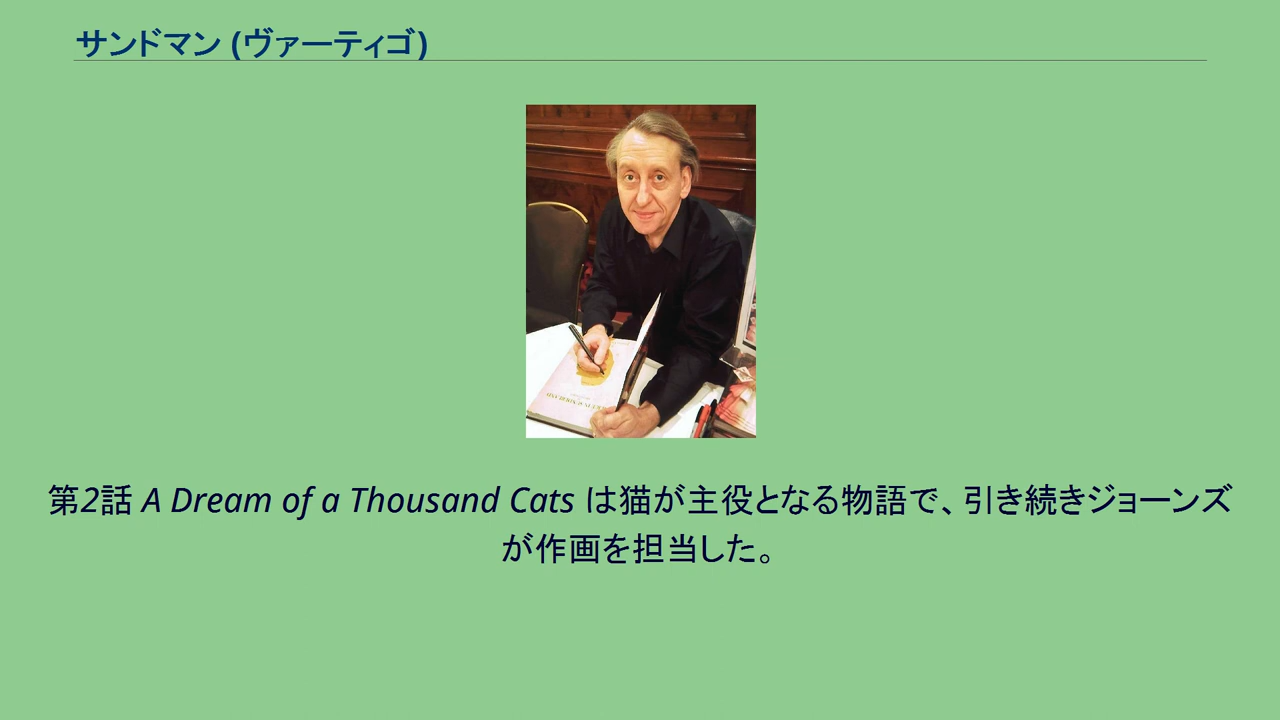 サンドマン (ヴァーティゴ)
第2話 A Dream of a Thousand Cats は猫が主役となる物語で、引き続きジョーンズ
が作画を担当した。